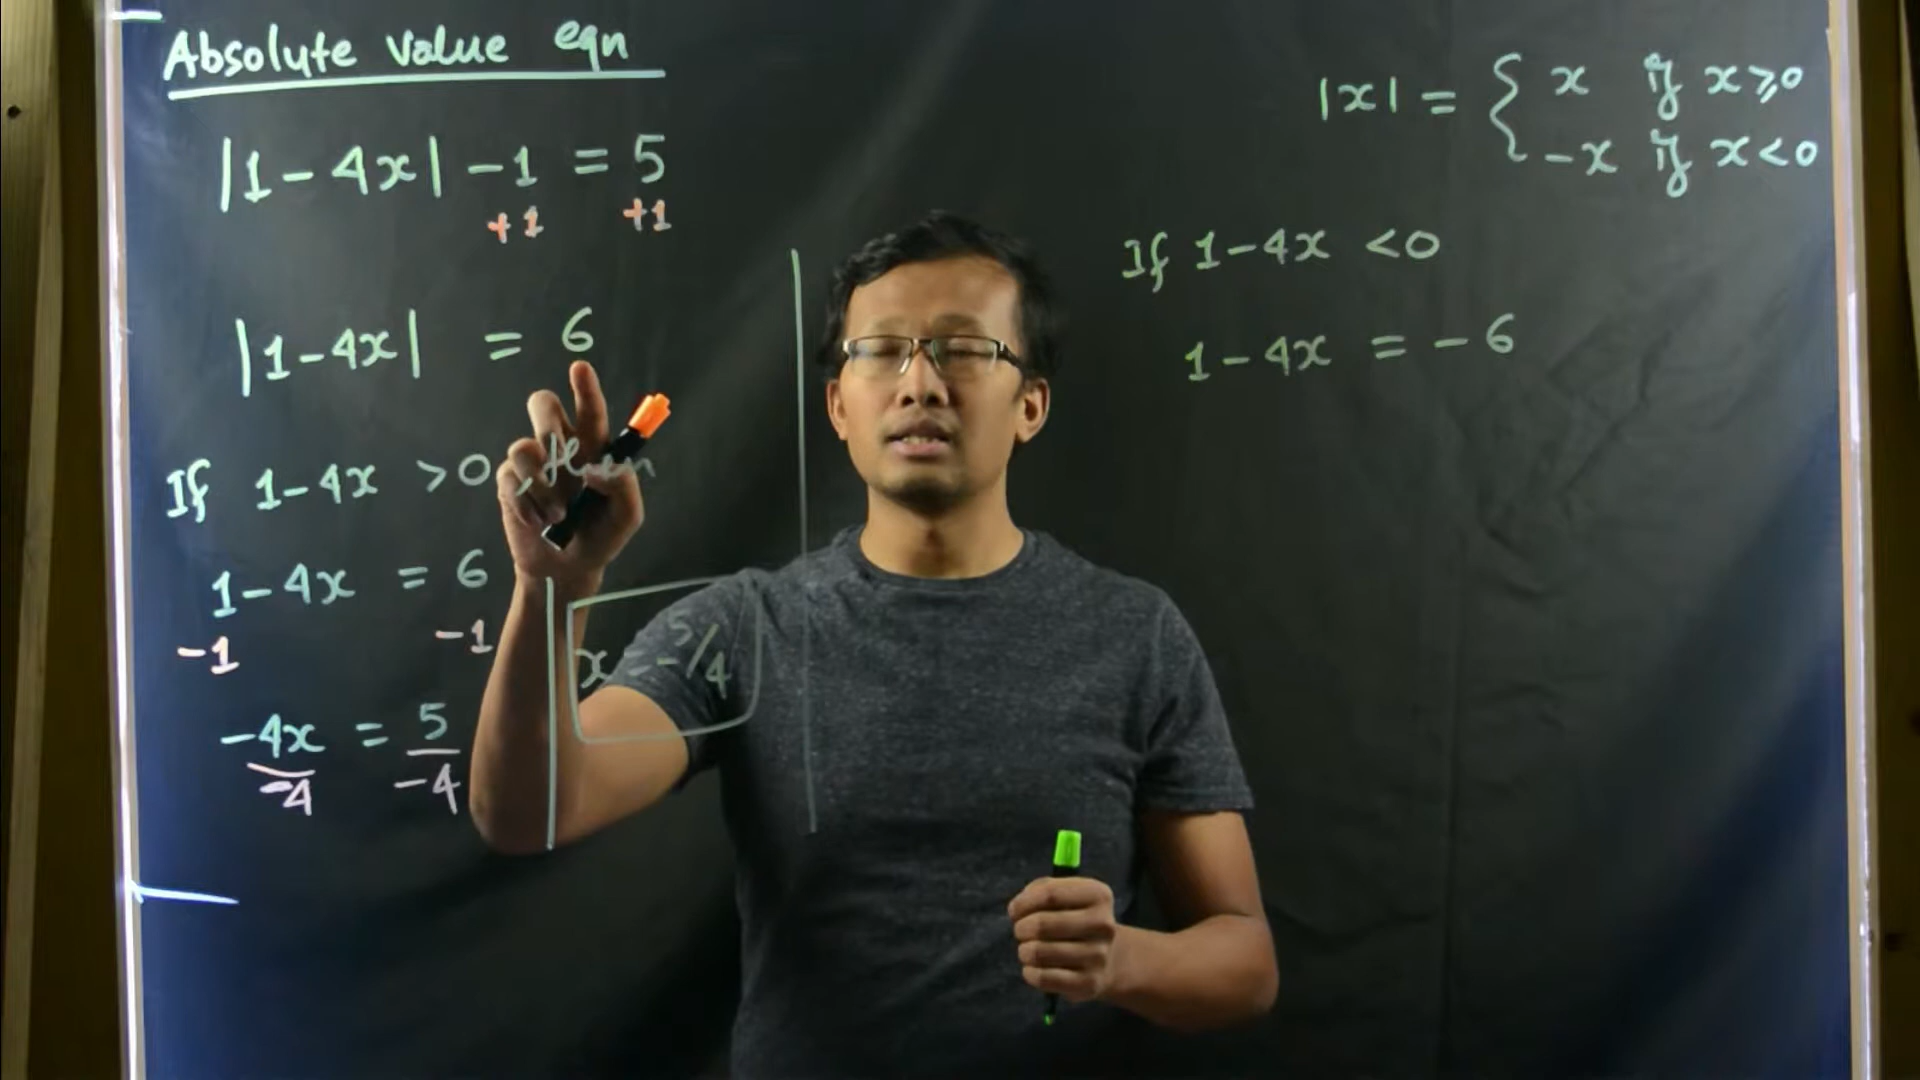 Absolute value eqn
|1-4x| -1 = 5
+1 +1
|1-4x| = 6
If 1-4x >0, then
1-4x = 6
-1 -1
-4x = 5
-4 -4
x = -5/4
|x| = { x if x≥0
-x if x<0
If 1-4x <0
1-4x = -6